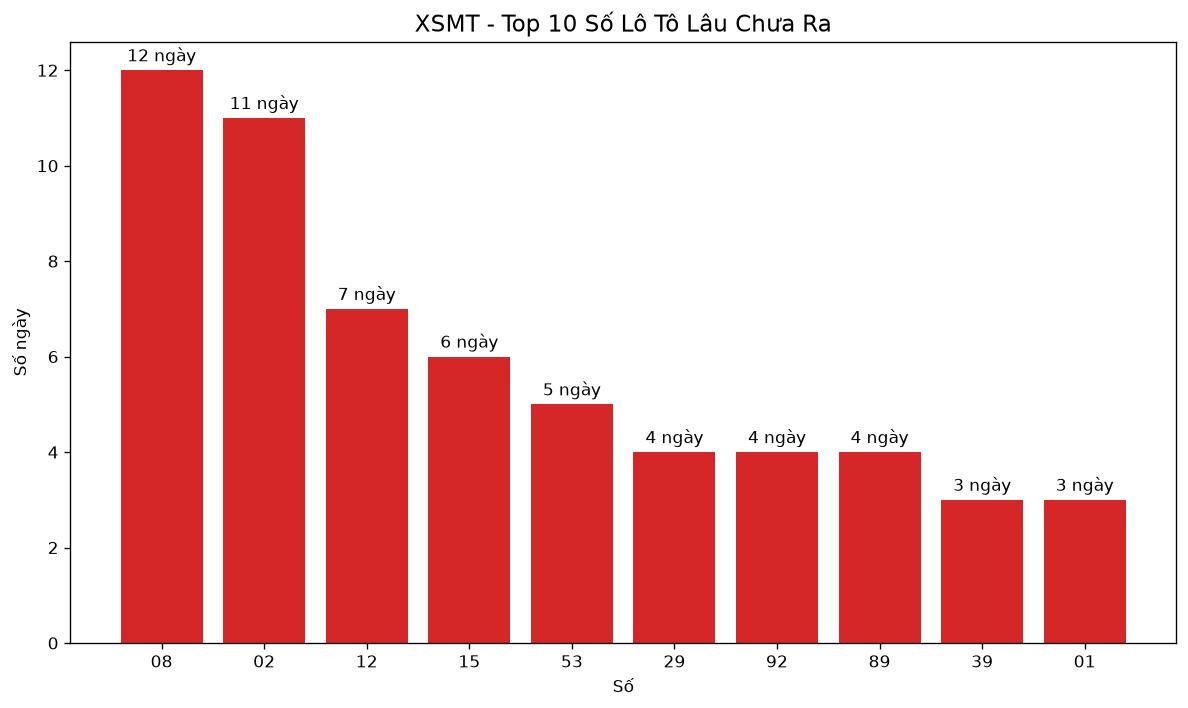 XSMT - Top 10 Số Lô Tô Lâu Chưa Ra
12 ngày
11 ngày
7 ngày
6 ngày
5 ngày
4 ngày
4 ngày
4 ngày
3 ngày
3 ngày
Số ngày
12
10
8
6
4
2
0
08 02 12 15 53 29 92 89 39 01
Số